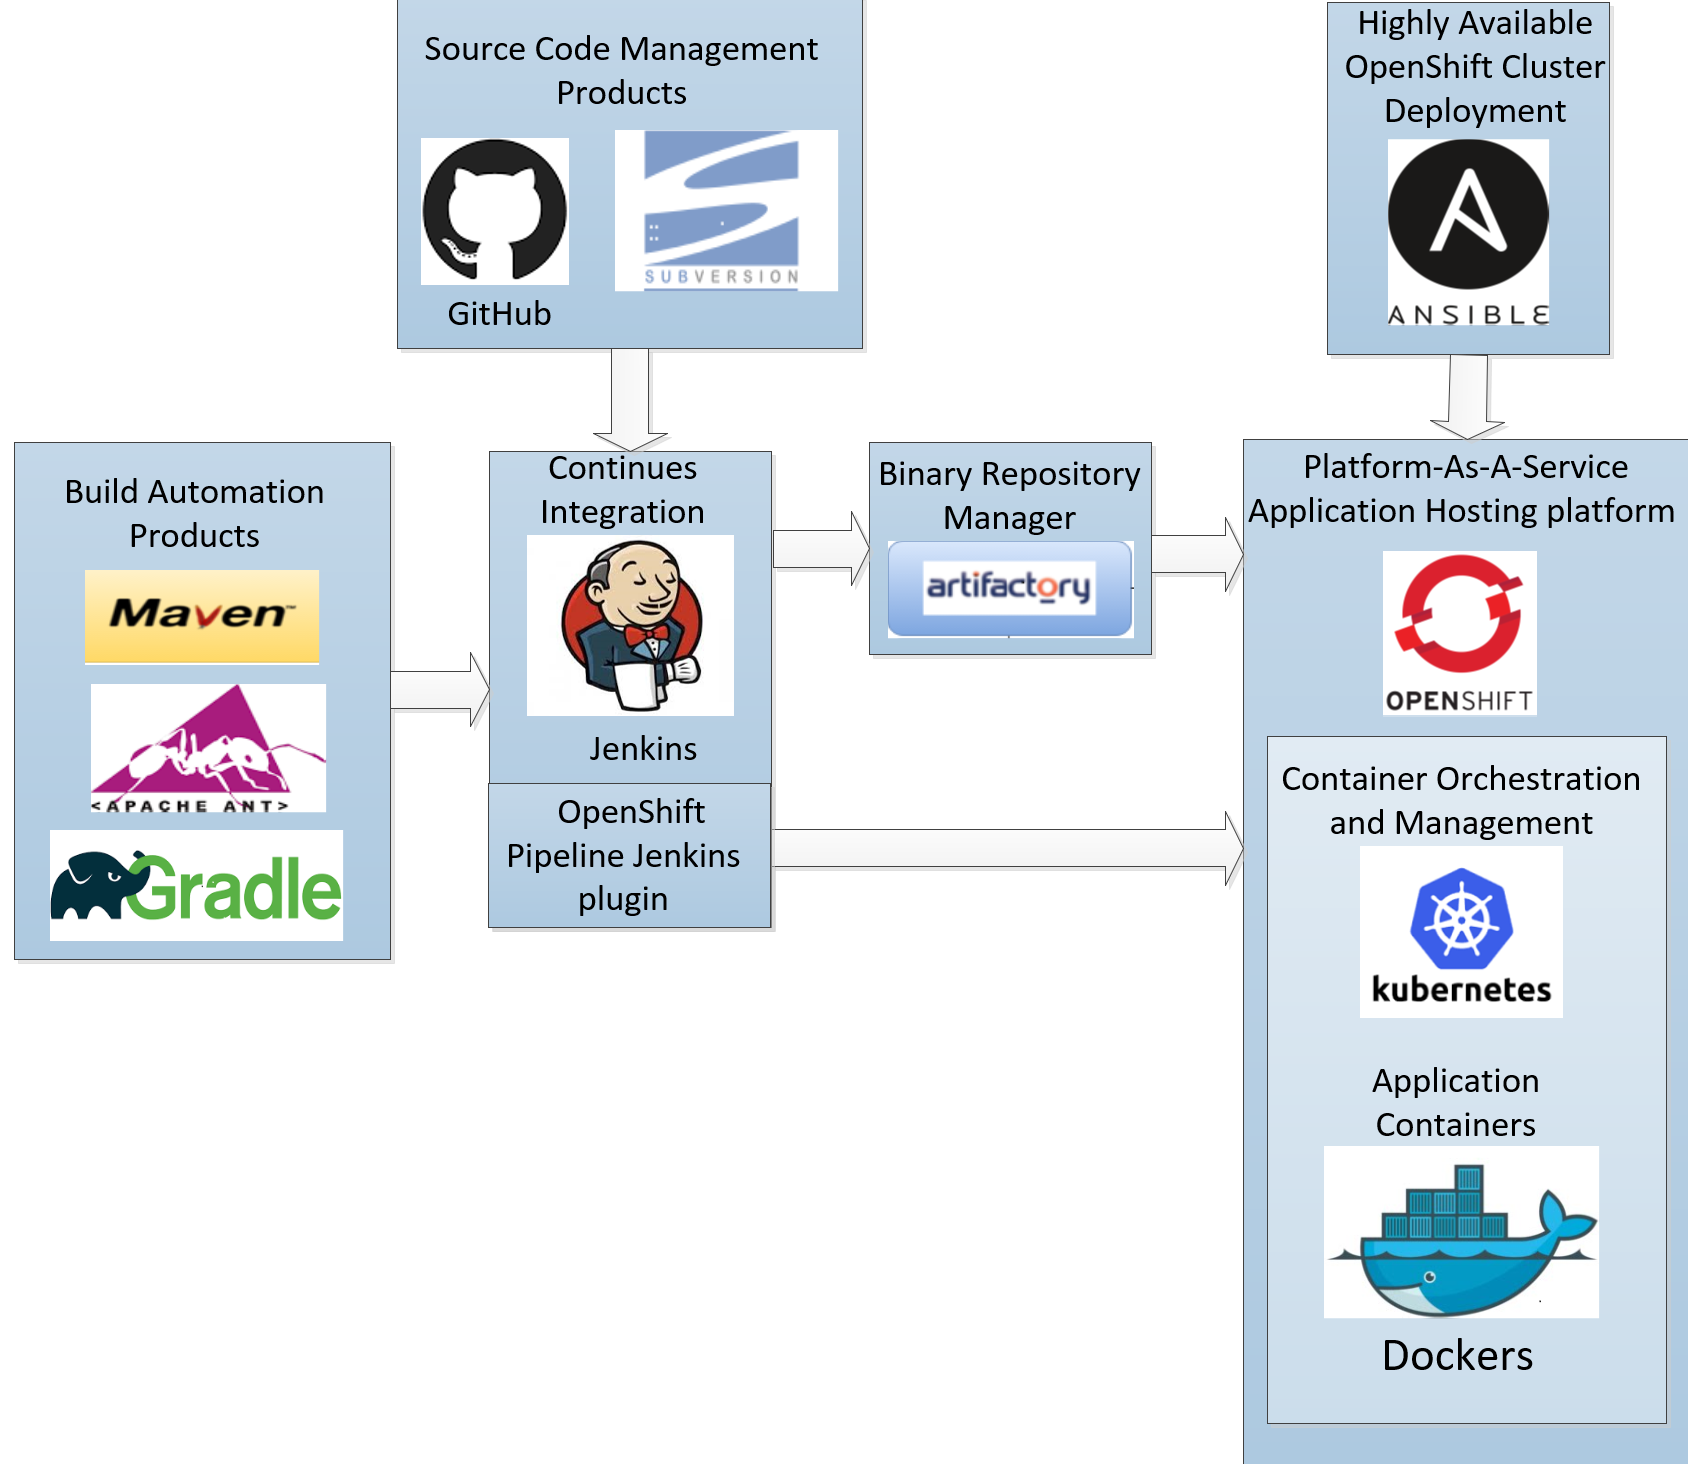 Source Code Management
Products
SUBVERSION
GitHub
Highly Available
OpenShift Cluster
Deployment
ANSIBLE
Build Automation
Products
Maven™
<APACHE ANT>
Gradle
Continues
Integration
Jenkins
OpenShift
Pipeline Jenkins
plugin
Binary Repository
Manager
artifactory
Platform-As-A-Service
Application Hosting platform
OPENSHIFT
Container Orchestration
and Management
kubernetes
Application
Containers
Dockers